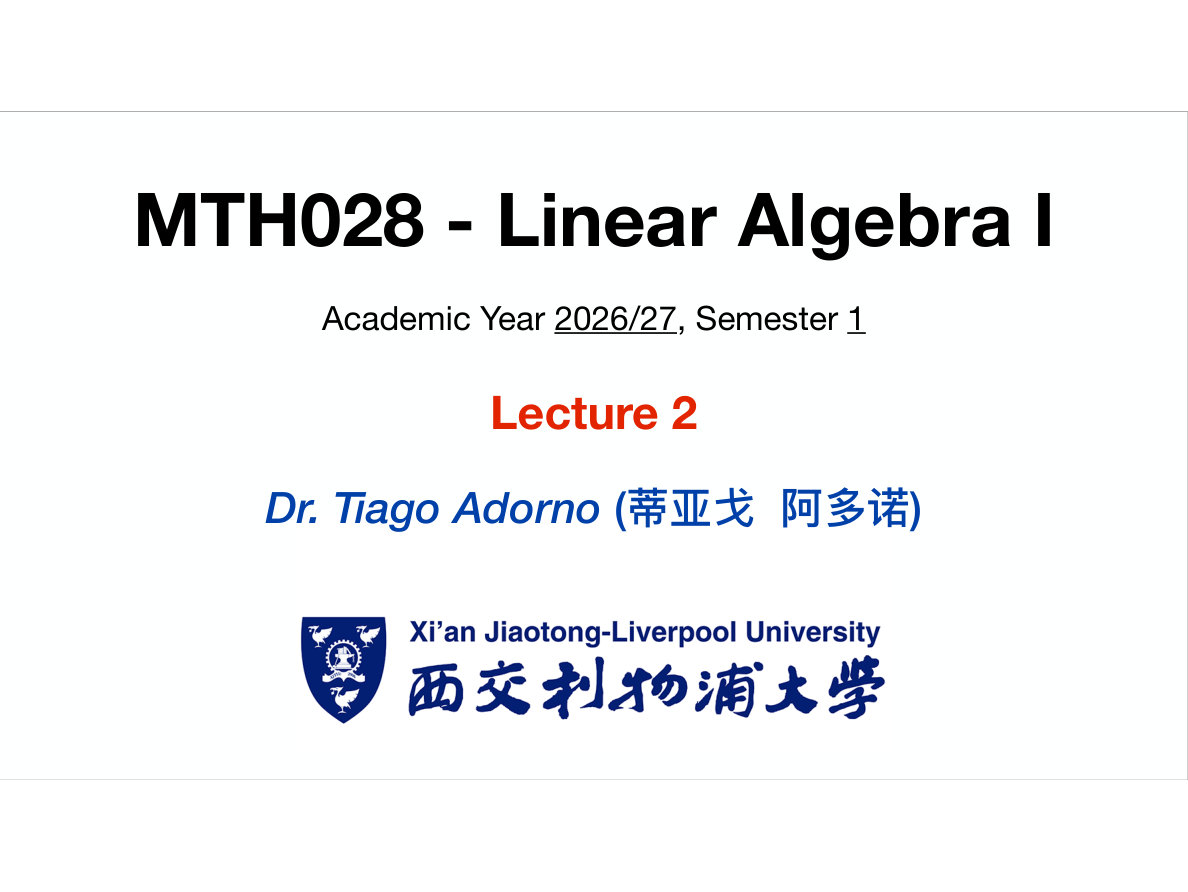 MTH028 - Linear Algebra I
Academic Year 2026/27, Semester 1
Lecture 2
Dr. Tiago Adorno (蒂亚戈 阿多诺)
Xi’an Jiaotong-Liverpool University
西交利物浦大学